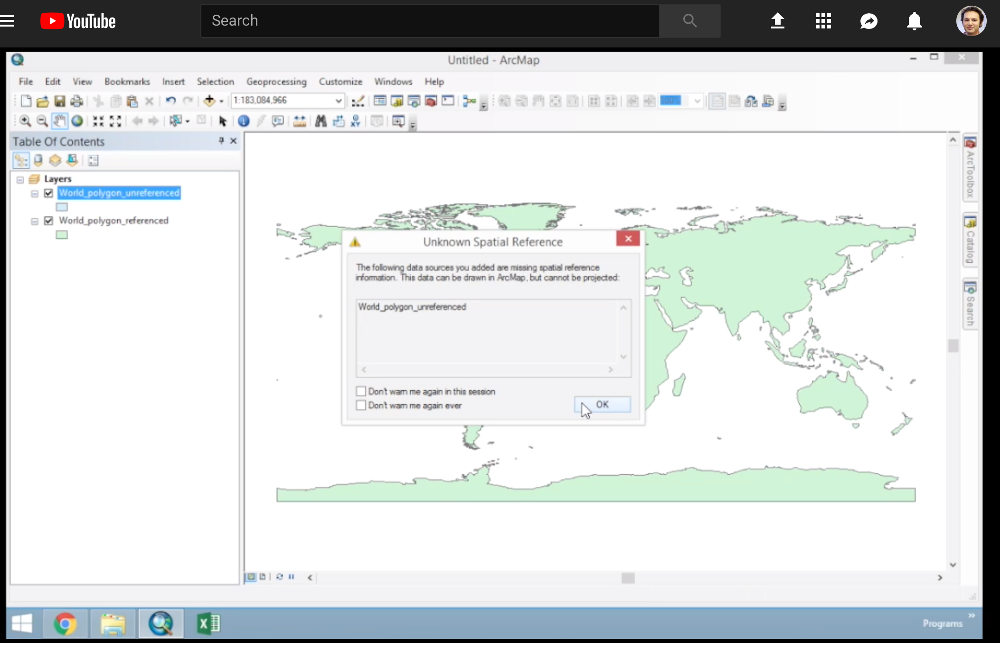 YouTube
Search
Untitled - ArcMap
File Edit View Bookmarks Insert Selection Geoprocessing Customize Windows Help
1:183,084,966
100%
Table Of Contents
Layers
World_polygon_unreferenced
World_polygon_referenced
Unknown Spatial Reference
The following data sources you added are missing spatial reference
information. This data can be drawn in ArcMap, but cannot be projected:
World_polygon_unreferenced
Don't warn me again in this session
Don't warn me again ever
OK
ArcToolbox
Catalog
Search
Programs